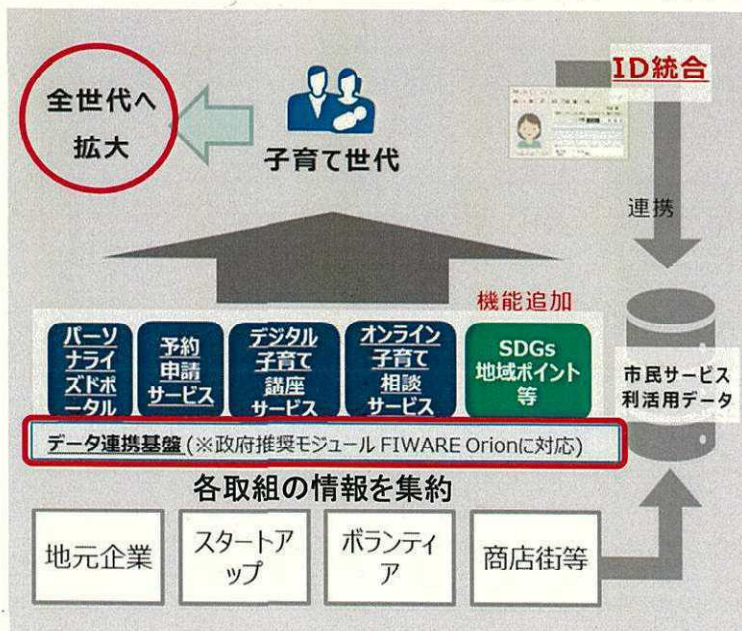 全世代へ
拡大
子育て世代
ID統合
連携
機能追加
パーソ
ナライ
ズドポ
ータル
予約
申請
サービス
デジタル
子育て
講座
サービス
オンライン
子育て
相談
サービス
SDGs
地域ポイント
等
市民サービス
利活用データ
データ連携基盤(※政府推奨モジュール FIWARE Orionに対応)
各取組の情報を集約
地元企業
スタートア
ップ
ボランティ
ア
商店街等